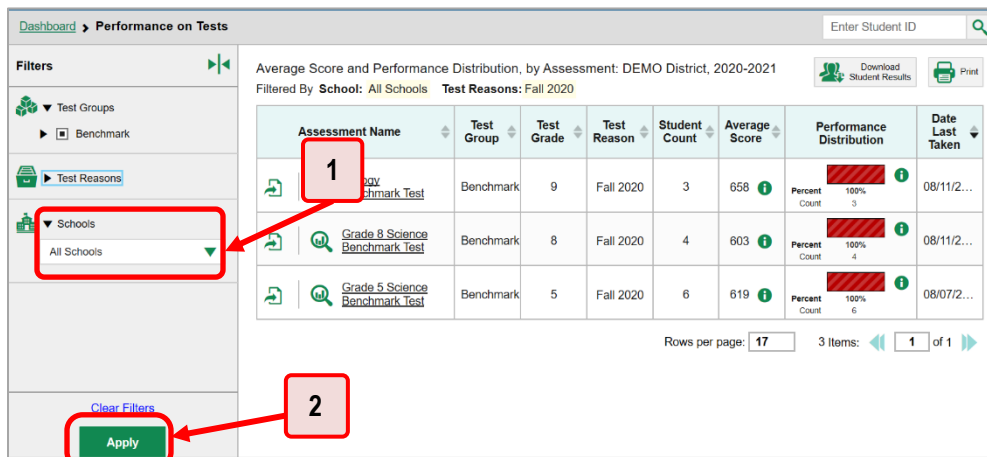 Dashboard > Performance on Tests
Enter Student ID
Filters
Test Groups
Benchmark
Test Reasons
Schools
All Schools
Clear Filters
Apply
1
2
Average Score and Performance Distribution, by Assessment: DEMO District, 2020-2021
Filtered By School: All Schools Test Reasons: Fall 2020
Download
Student Results
Print
Assessment Name
Test
Group
Test
Grade
Test
Reason
Student
Count
Average
Score
Performance
Distribution
Date
Last
Taken
Benchmark 9 Fall 2020 3 658
Test
Percent 100%
Count 3
08/11/2...
Grade 8 Science
Benchmark Test
Benchmark 8 Fall 2020 4 603
Percent 100%
Count 4
08/11/2...
Grade 5 Science
Benchmark Test
Benchmark 5 Fall 2020 6 619
Percent 100%
Count 6
08/07/2...
Rows per page: 17 3 Items: 1 of 1